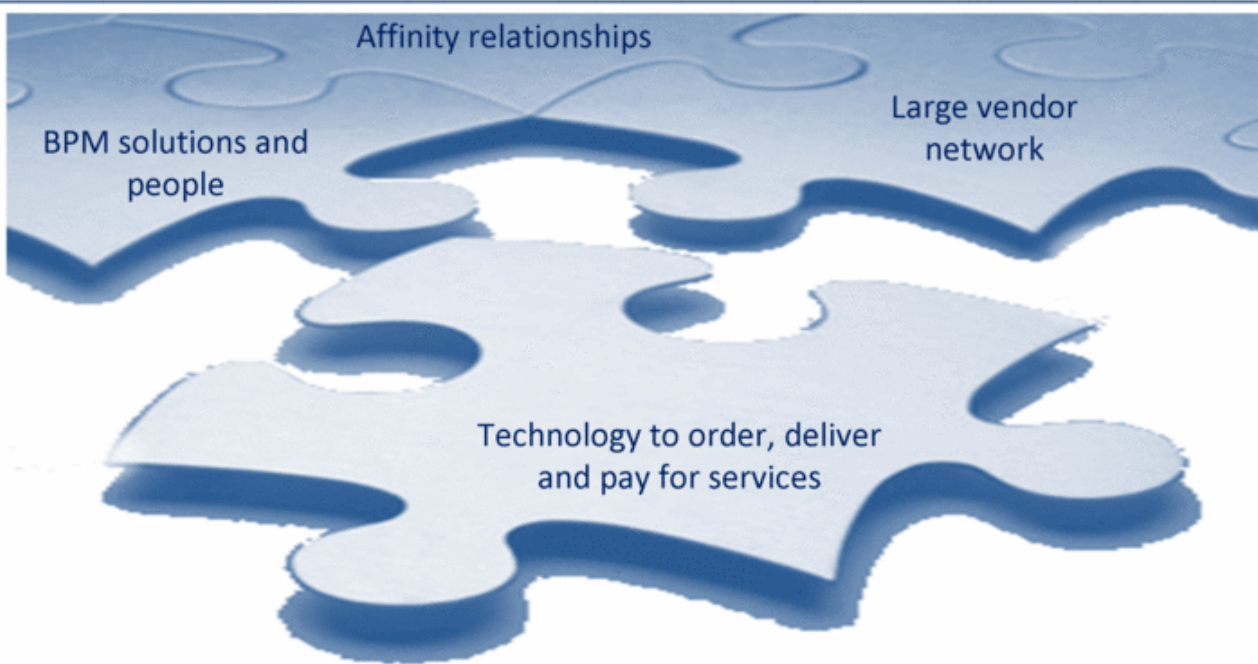 Affinity relationships
BPM solutions and
people
Large vendor
network
Technology to order, deliver
and pay for services